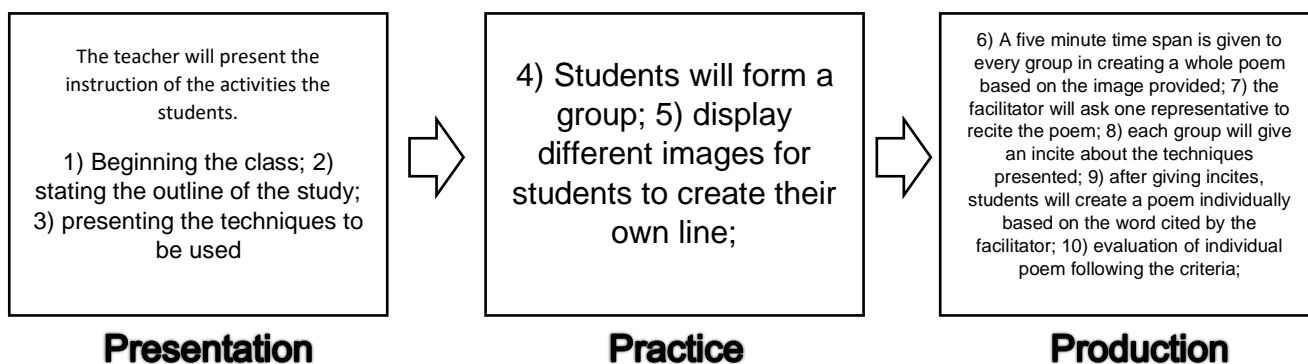 The teacher will present the
instruction of the activities the
students.
1) Beginning the class; 2)
stating the outline of the study;
3) presenting the techniques to
be used
Presentation
4) Students will form a
group; 5) display
different images for
students to create their
own line;
Practice
6) A five minute time span is given to
every group in creating a whole poem
based on the image provided; 7) the
facilitator will ask one representative to
recite the poem; 8) each group will give
an incite about the techniques
presented; 9) after giving incites,
students will create a poem individually
based on the word cited by the
facilitator; 10) evaluation of individual
poem following the criteria;
Production